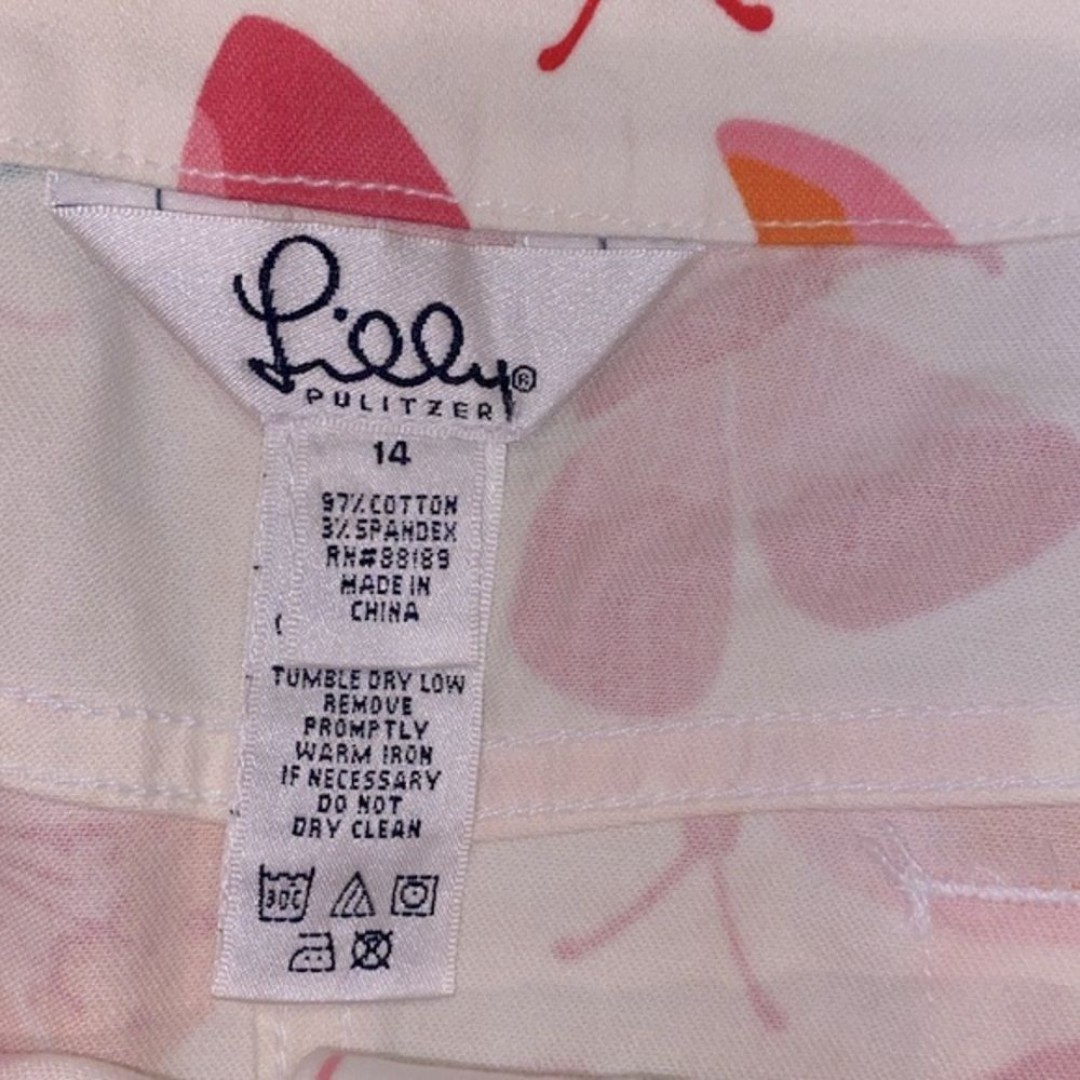 Lilly®
PULITZER
14
97% COTTON
3% SPANDEX
RN#88189
MADE IN
CHINA
TUMBLE DRY LOW
REMOVE
PROMPTLY
WARM IRON
IF NECESSARY
DO NOT
DRY CLEAN
30C